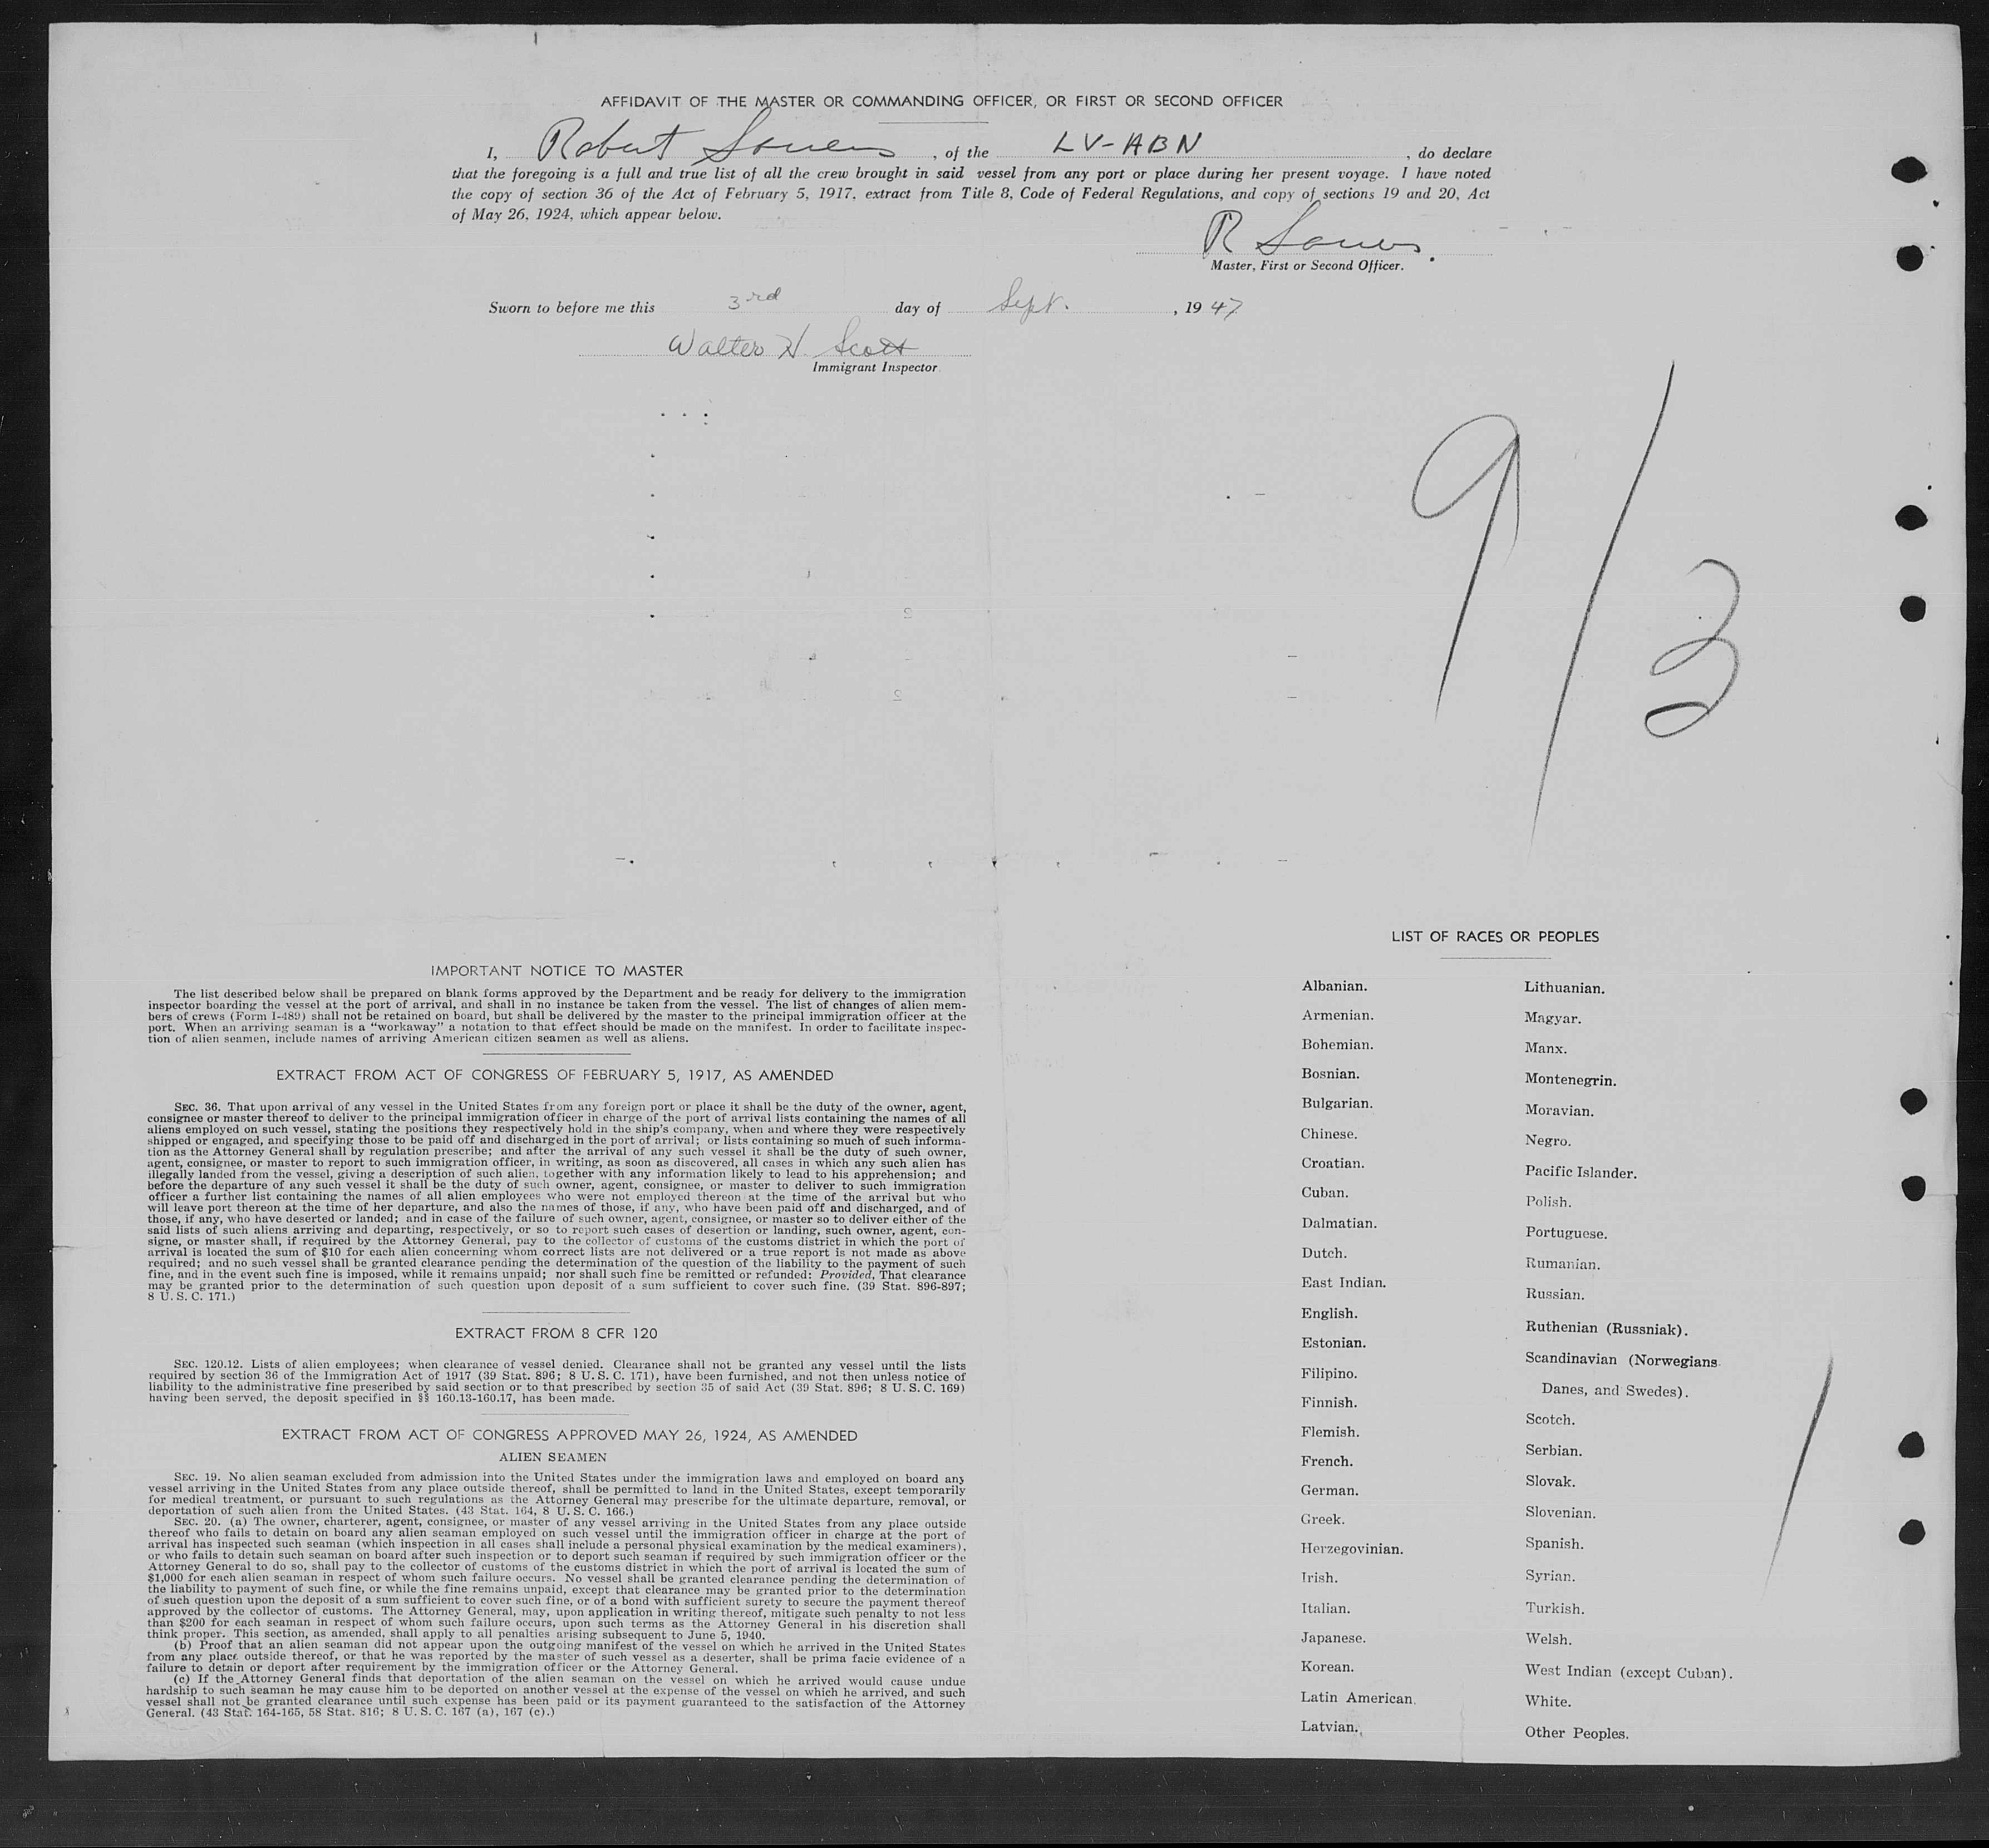 AFFIDAVIT OF THE MASTER OR COMMANDING OFFICER, OR FIRST OR SECOND OFFICER
I, Robert , of the LV-ABN , do declare
that the foregoing is a full and true list of all the crew brought in said vessel from any port or place during her present voyage. I have noted
the copy of section 36 of the Act of February 5, 1917, extract from Title 8, Code of Federal Regulations, and copy of sections 19 and 20, Act
of May 26, 1924, which appear below.
R
Master, First or Second Officer.
Sworn to before me this 3rd day of Sept. , 1947
Walter H. Scott
Immigrant Inspector
9/3
IMPORTANT NOTICE TO MASTER
The list described below shall be prepared on blank forms approved by the Department and be ready for delivery to the immigration
inspector boarding the vessel at the port of arrival, and shall in no instance be taken from the vessel. The list of changes of alien mem-
bers of crews (Form I-489) shall not be retained on board, but shall be delivered by the master to the principal immigration officer at the
port. When an arriving seaman is a “workaway” a notation to that effect should be made on the manifest. In order to facilitate inspec-
tion of alien seamen, include names of arriving American citizen seamen as well as aliens.
EXTRACT FROM ACT OF CONGRESS OF FEBRUARY 5, 1917, AS AMENDED
SEC. 36. That upon arrival of any vessel in the United States from any foreign port or place it shall be the duty of the owner, agent,
consignee or master thereof to deliver to the principal immigration officer in charge of the port of arrival lists containing the names of all
aliens employed on such vessel, stating the positions they respectively hold in the ship's company, when and where they were respectively
shipped or engaged, and specifying those to be paid off and discharged in the port of arrival; or lists containing so much of such informa-
tion as the Attorney General shall by regulation prescribe; and after the arrival of any such vessel it shall be the duty of such owner,
agent, consignee, or master to report to such immigration officer, in writing, as soon as discovered, all cases in which any such alien has
illegally landed from the vessel, giving a description of such alien, together with any information likely to lead to his apprehension; and
before the departure of any such vessel it shall be the duty of such owner, agent, consignee, or master to deliver to such immigration
officer a further list containing the names of all alien employees who were not employed thereon at the time of the arrival but who
will leave port thereon at the time of her departure, and also the names of those, if any, who have been paid off and discharged, and of
those, if any, who have deserted or landed; and in case of the failure of such owner, agent, consignee, or master so to deliver either of the
said lists of such aliens arriving and departing, respectively, or so to report such cases of desertion or landing, such owner, agent, con-
signe, or master shall, if required by the Attorney General, pay to the collector of customs of the customs district in which the port of
arrival is located the sum of $10 for each alien concerning whom correct lists are not delivered or a true report is not made as above
required; and no such vessel shall be granted clearance pending the determination of the question of the liability to the payment of such
fine, and in the event such fine is imposed, while it remains unpaid; nor shall such fine be remitted or refunded: Provided, That clearance
may be granted prior to the determination of such question upon deposit of a sum sufficient to cover such fine. (39 Stat. 896-897;
8 U. S. C. 171.)
EXTRACT FROM 8 CFR 120
SEC. 120.12. Lists of alien employees; when clearance of vessel denied. Clearance shall not be granted any vessel until the lists
required by section 36 of the Immigration Act of 1917 (39 Stat. 896; 8 U. S. C. 171), have been furnished, and not then unless notice of
liability to the administrative fine prescribed by said section or to that prescribed by section 35 of said Act (39 Stat. 896; 8 U. S. C. 169)
having been served, the deposit specified in §§ 160.13-160.17, has been made.
EXTRACT FROM ACT OF CONGRESS APPROVED MAY 26, 1924, AS AMENDED
ALIEN SEAMEN
SEC. 19. No alien seaman excluded from admission into the United States under the immigration laws and employed on board any
vessel arriving in the United States from any place outside thereof, shall be permitted to land in the United States, except temporarily
for medical treatment, or pursuant to such regulations as the Attorney General may prescribe for the ultimate departure, removal, or
deportation of such alien from the United States. (43 Stat. 164, 8 U. S. C. 166.)
SEC. 20. (a) The owner, charterer, agent, consignee, or master of any vessel arriving in the United States from any place outside
thereof who fails to detain on board any alien seaman employed on such vessel until the immigration officer in charge at the port of
arrival has inspected such seaman (which inspection in all cases shall include a personal physical examination by the medical examiners),
or who fails to detain such seaman on board after such inspection or to deport such seaman if required by such immigration officer or the
Attorney General to do so, shall pay to the collector of customs of the customs district in which the port of arrival is located the sum of
$1,000 for each alien seaman in respect of whom such failure occurs. No vessel shall be granted clearance pending the determination of
the liability to payment of such fine, or while the fine remains unpaid, except that clearance may be granted prior to the determination
of such question upon the deposit of a sum sufficient to cover such fine, or of a bond with sufficient surety to secure the payment thereof
approved by the collector of customs. The Attorney General, may, upon application in writing thereof, mitigate such penalty to not less
than $200 for each seaman in respect of whom such failure occurs, upon such terms as the Attorney General in his discretion shall
think proper. This section, as amended, shall apply to all penalties arising subsequent to June 5, 1940.
(b) Proof that an alien seaman did not appear upon the outgoing manifest of the vessel on which he arrived in the United States
from any place outside thereof, or that he was reported by the master of such vessel as a deserter, shall be prima facie evidence of a
failure to detain or deport after requirement by the immigration officer or the Attorney General.
(c) If the Attorney General finds that deportation of the alien seaman on the vessel on which he arrived would cause undue
hardship to such seaman he may cause him to be deported on another vessel at the expense of the vessel on which he arrived, and such
vessel shall not be granted clearance until such expense has been paid or its payment guaranteed to the satisfaction of the Attorney
General. (43 Stat. 164-165, 58 Stat. 816; 8 U. S. C. 167 (a), 167 (c).)
LIST OF RACES OR PEOPLES
Albanian.
Armenian.
Bohemian.
Bosnian.
Bulgarian.
Chinese.
Croatian.
Cuban.
Dalmatian.
Dutch.
East Indian.
English.
Estonian.
Filipino.
Finnish.
Flemish.
French.
German.
Greek.
Herzegovinian.
Irish.
Italian.
Japanese.
Korean.
Latin American.
Latvian.
Lithuanian.
Magyar.
Manx.
Montenegrin.
Moravian.
Negro.
Pacific Islander.
Polish.
Portuguese.
Rumanian.
Russian.
Ruthenian (Russniak).
Scandinavian (Norwegians
Danes, and Swedes).
Scotch.
Serbian.
Slovak.
Slovenian.
Spanish.
Syrian.
Turkish.
Welsh.
West Indian (except Cuban).
White.
Other Peoples.